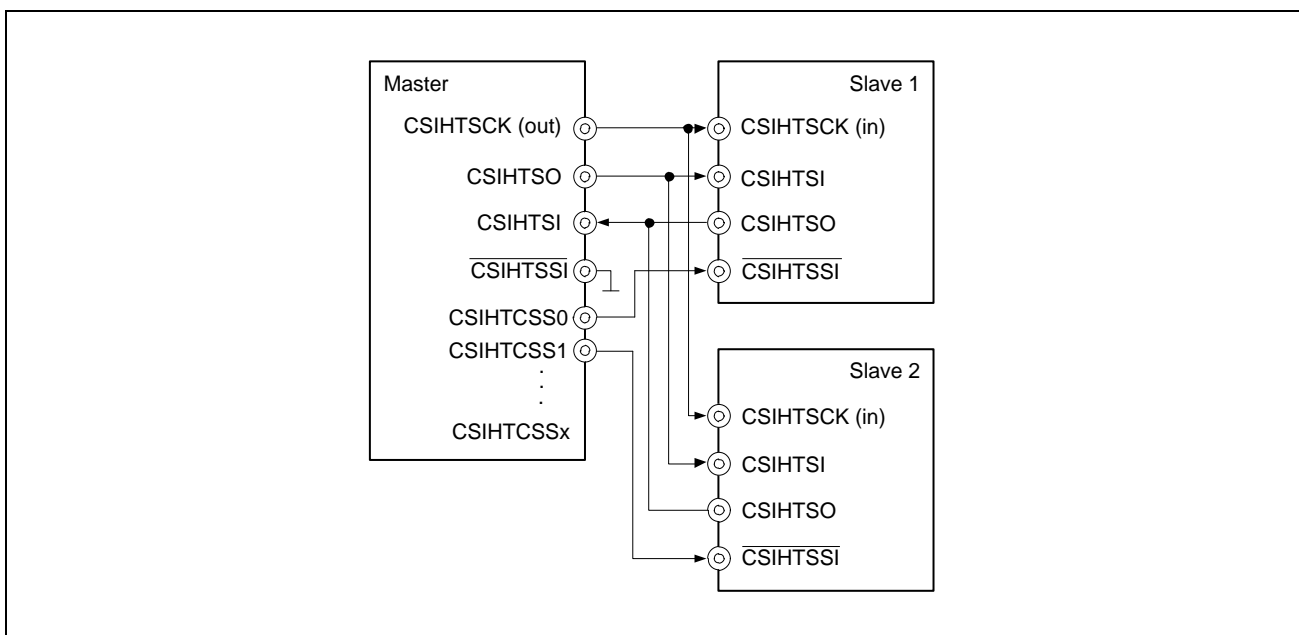 Master
CSIHTSCK (out)
CSIHTSO
CSIHTSI
CSIHTSSI
CSIHTCSS0
CSIHTCSS1
.
.
.
CSIHTCSSx
Slave 1
CSIHTSCK (in)
CSIHTSI
CSIHTSO
CSIHTSSI
Slave 2
CSIHTSCK (in)
CSIHTSI
CSIHTSO
CSIHTSSI